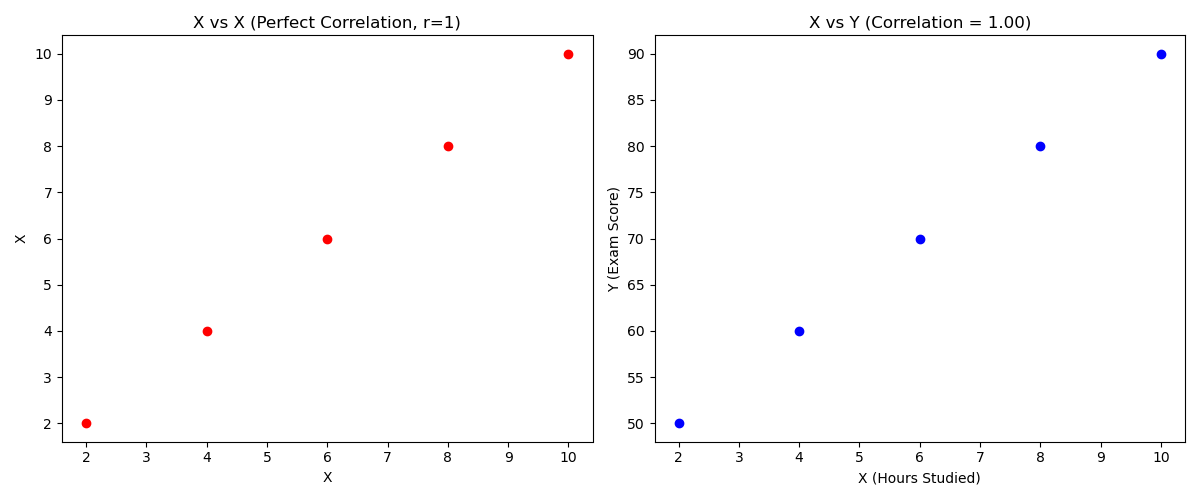 X vs X (Perfect Correlation, r=1)
10
9
8
7
6
5
4
3
2
X
2 3 4 5 6 7 8 9 10
X
X vs Y (Correlation = 1.00)
90
85
80
75
70
65
60
55
50
Y (Exam Score)
2 3 4 5 6 7 8 9 10
X (Hours Studied)